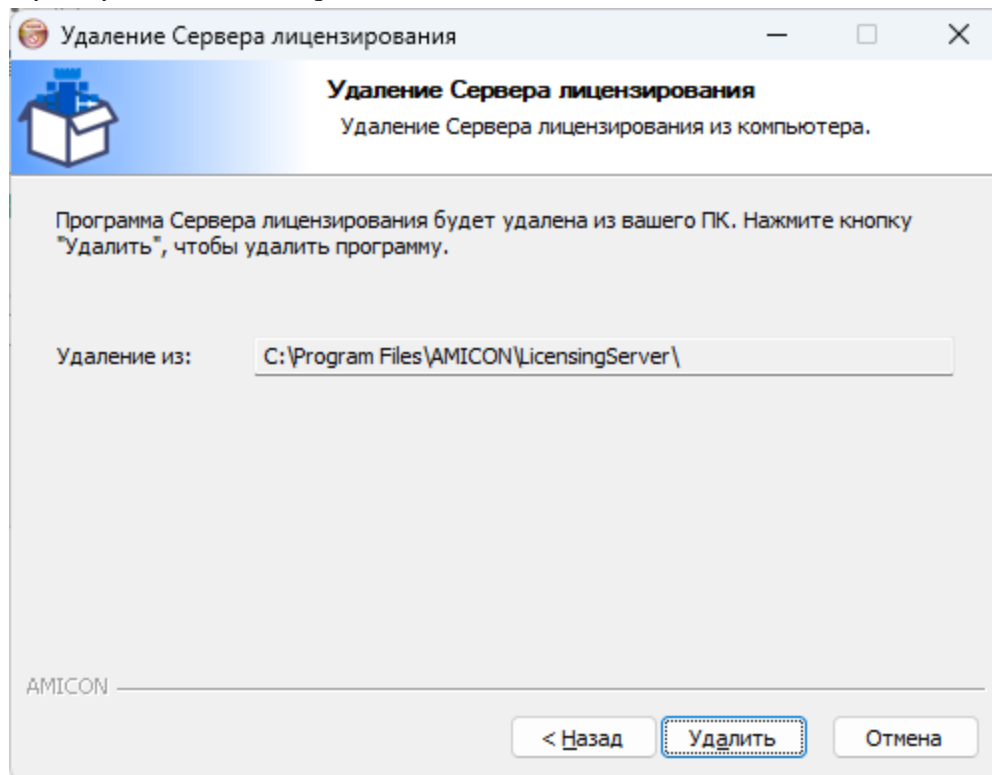 Удаление Сервера лицензирования
Удаление Сервера лицензирования
Удаление Сервера лицензирования из компьютера.
Программа Сервера лицензирования будет удалена из вашего ПК. Нажмите кнопку
"Удалить", чтобы удалить программу.
Удаление из: C:\Program Files\AMICON\LicensingServer\
AMICON
< Назад Удалить Отмена